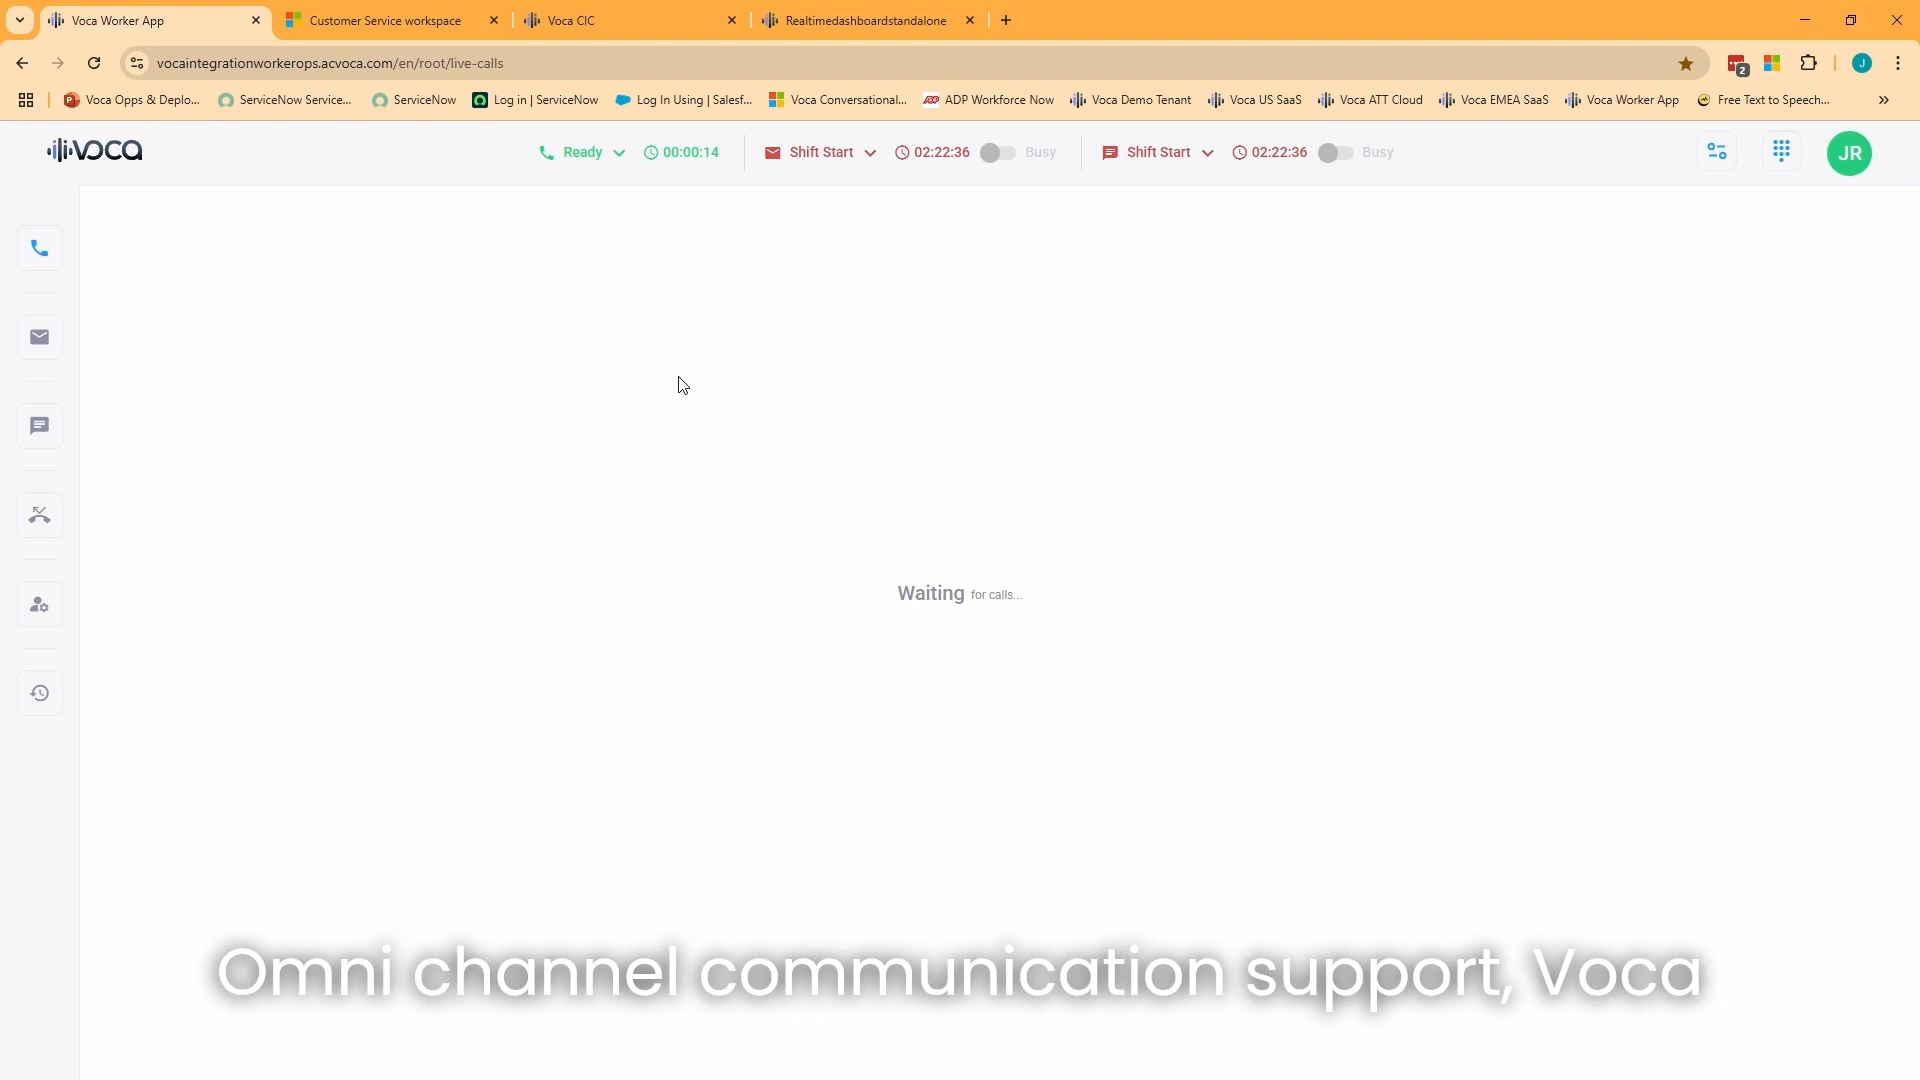 Voca Worker App
Customer Service workspace
Voca CIC
Realtimedashboardstandalone
vocaintegrationworkerops.acvoca.com/en/root/live-calls
2
J
Voca Opps & Deplo...
ServiceNow Service...
ServiceNow
Log in | ServiceNow
Log In Using | Salesf...
Voca Conversational...
ADP Workforce Now
Voca Demo Tenant
Voca US SaaS
Voca ATT Cloud
Voca EMEA SaaS
Voca Worker App
Free Text to Speech...
VOCA
Ready
00:00:14
Shift Start
02:22:36
Busy
Shift Start
02:22:36
Busy
JR
Waiting for calls...
Omni channel communication support, Voca